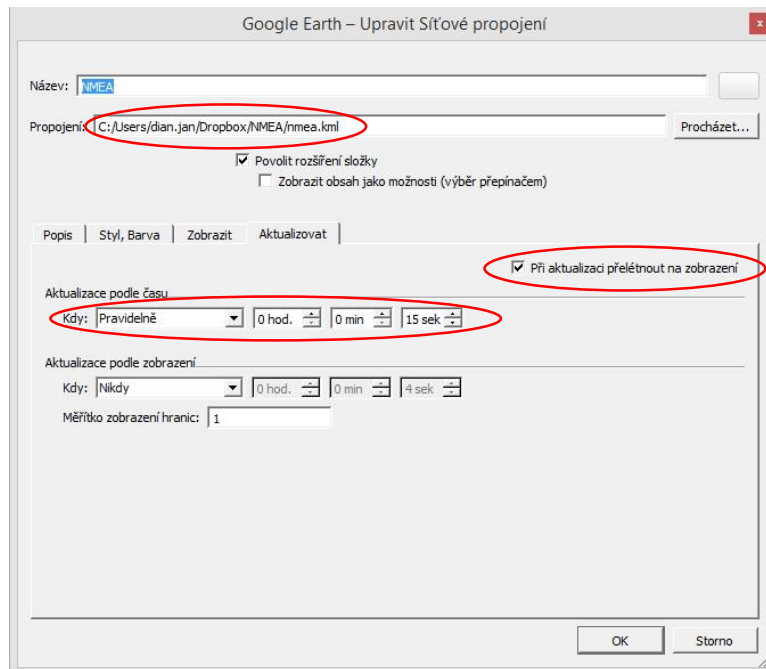 Google Earth – Upravit Síťové propojení
x
Název: NMEA
Propojení: C:/Users/dian.jan/Dropbox/NMEA/nmea.kml Procházet...
Povolit rozšíření složky
Zobrazit obsah jako možnosti (výběr přepínačem)
Popis Styl, Barva Zobrazit Aktualizovat
Při aktualizaci přelétnout na zobrazení
Aktualizace podle času
Kdy: Pravidelně 0 hod. 0 min 15 sek
Aktualizace podle zobrazení
Kdy: Nikdy 0 hod. 0 min 4 sek
Měřítko zobrazení hranic: 1
OK Storno